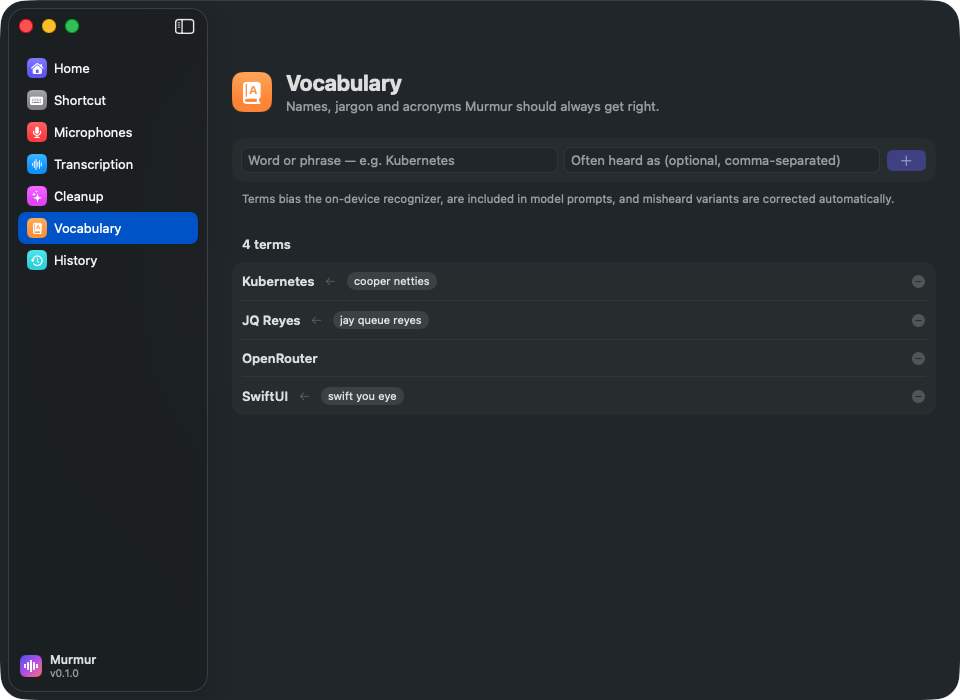 Home
Shortcut
Microphones
Transcription
Cleanup
Vocabulary
History
Murmur
v0.1.0
Vocabulary
Names, jargon and acronyms Murmur should always get right.
Word or phrase — e.g. Kubernetes Often heard as (optional, comma-separated) +
Terms bias the on-device recognizer, are included in model prompts, and misheard variants are corrected automatically.
4 terms
Kubernetes ← cooper netties
JQ Reyes ← jay queue reyes
OpenRouter
SwiftUI ← swift you eye